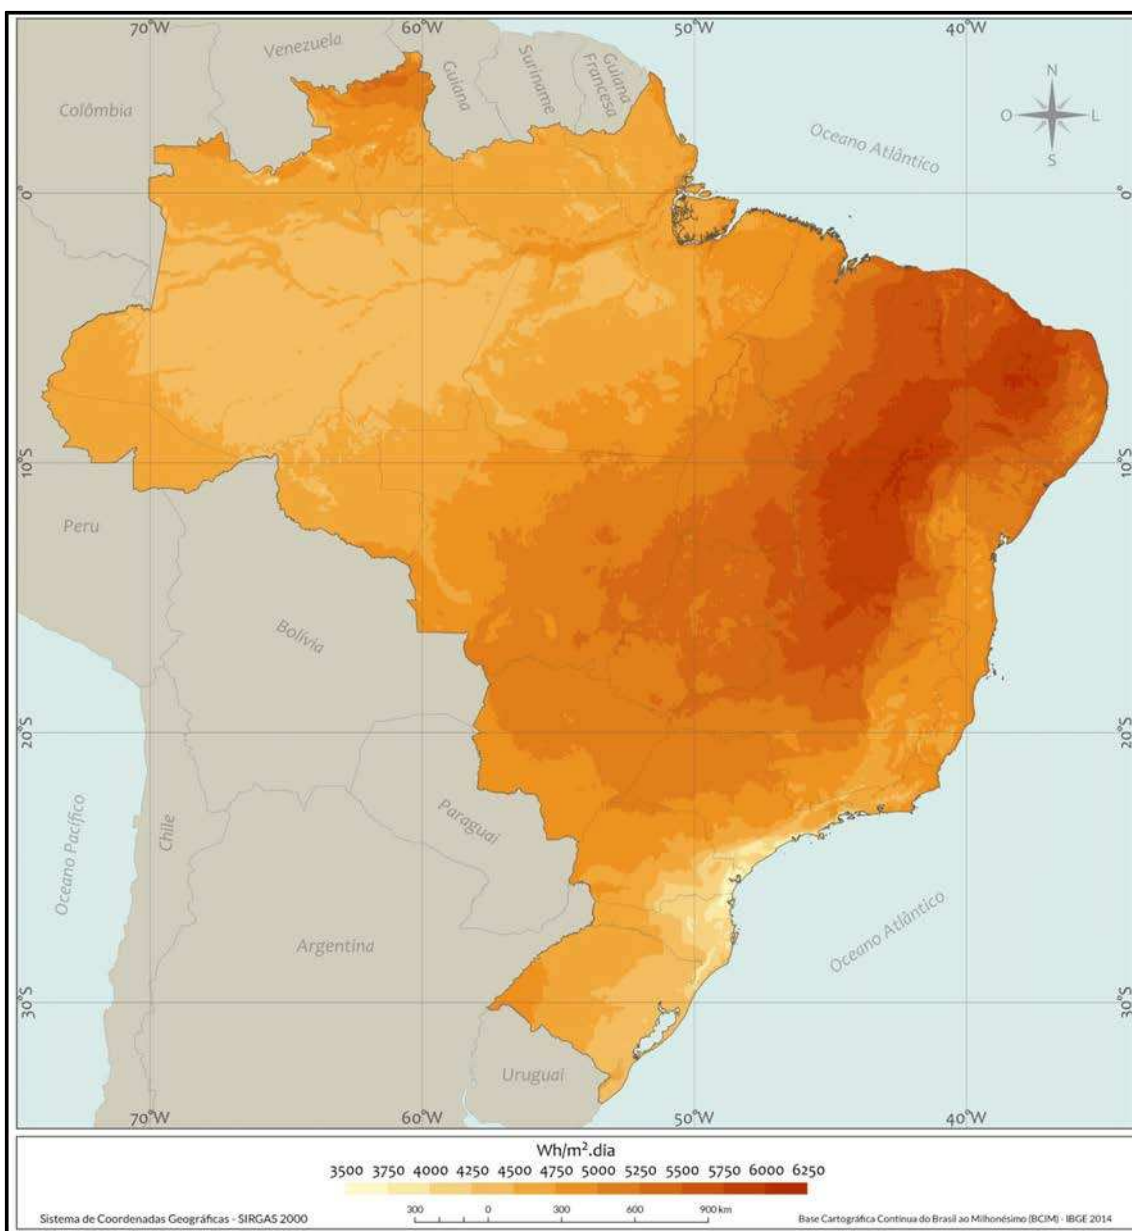 70°W 60°W 50°W 40°W
Venezuela
Colômbia
Guiana
Suriname
Guiana
Francesa
N
O L
S
Oceano Atlântico
0° 0°
10°S 10°S
Peru
Bolívia
20°S 20°S
Oceano Pacífico
Chile
Paraguai
Argentina
Oceano Atlântico
30°S 30°S
Uruguai
70°W 60°W 50°W 40°W
Wh/m².dia
3500 3750 4000 4250 4500 4750 5000 5250 5500 5750 6000 6250
300 0 300 600 900 km
Sistema de Coordenadas Geográficas - SIRGAS 2000
Base Cartográfica Contínua do Brasil ao Milhonésimo (BCIM) - IBGE 2014